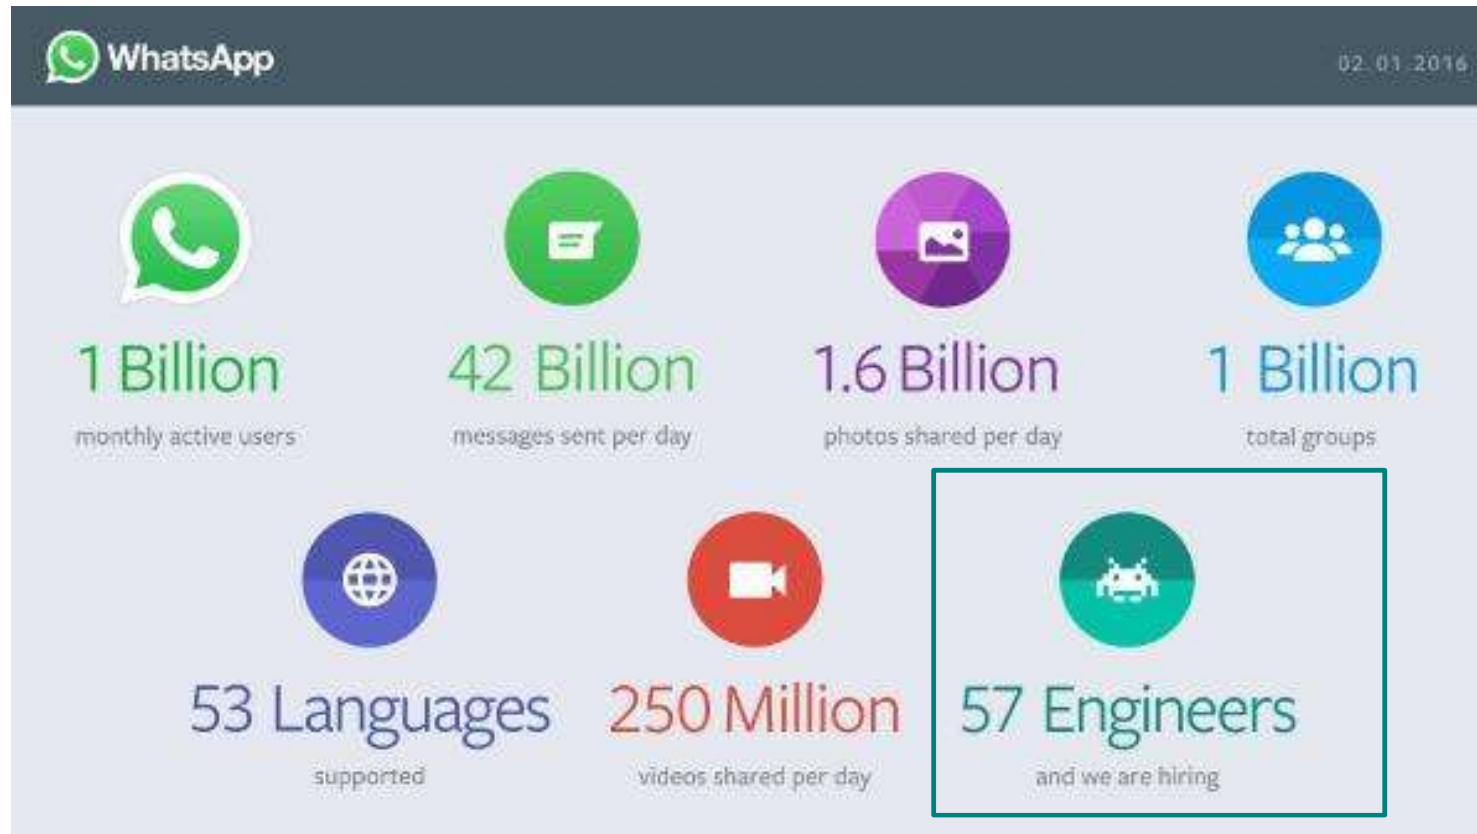 WhatsApp
02.01.2016
1 Billion
monthly active users
42 Billion
messages sent per day
1.6 Billion
photos shared per day
1 Billion
total groups
53 Languages
supported
250 Million
videos shared per day
57 Engineers
and we are hiring